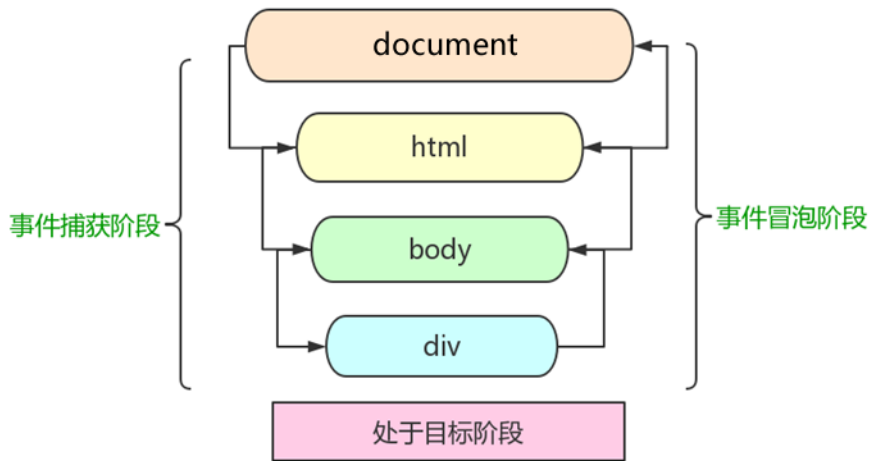 document
html
事件捕获阶段
事件冒泡阶段
body
div
处于目标阶段